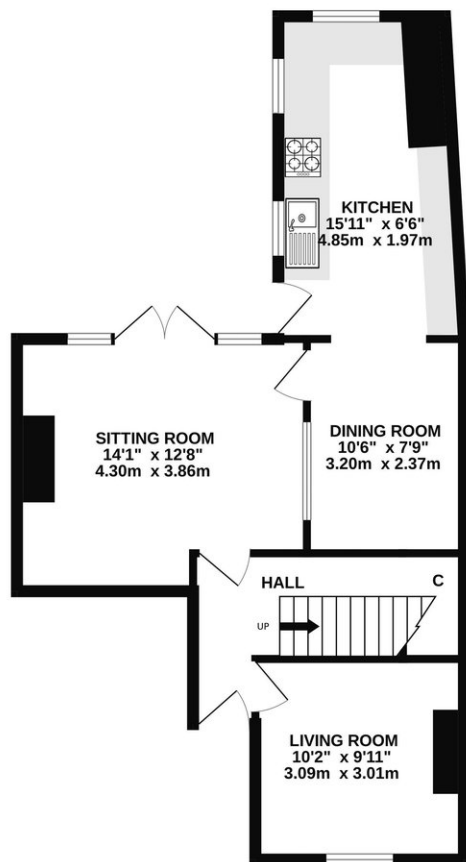 KITCHEN
15'11" x 6'6"
4.85m x 1.97m
SITTING ROOM
14'1" x 12'8"
4.30m x 3.86m
DINING ROOM
10'6" x 7'9"
3.20m x 2.37m
HALL
C
UP
LIVING ROOM
10'2" x 9'11"
3.09m x 3.01m